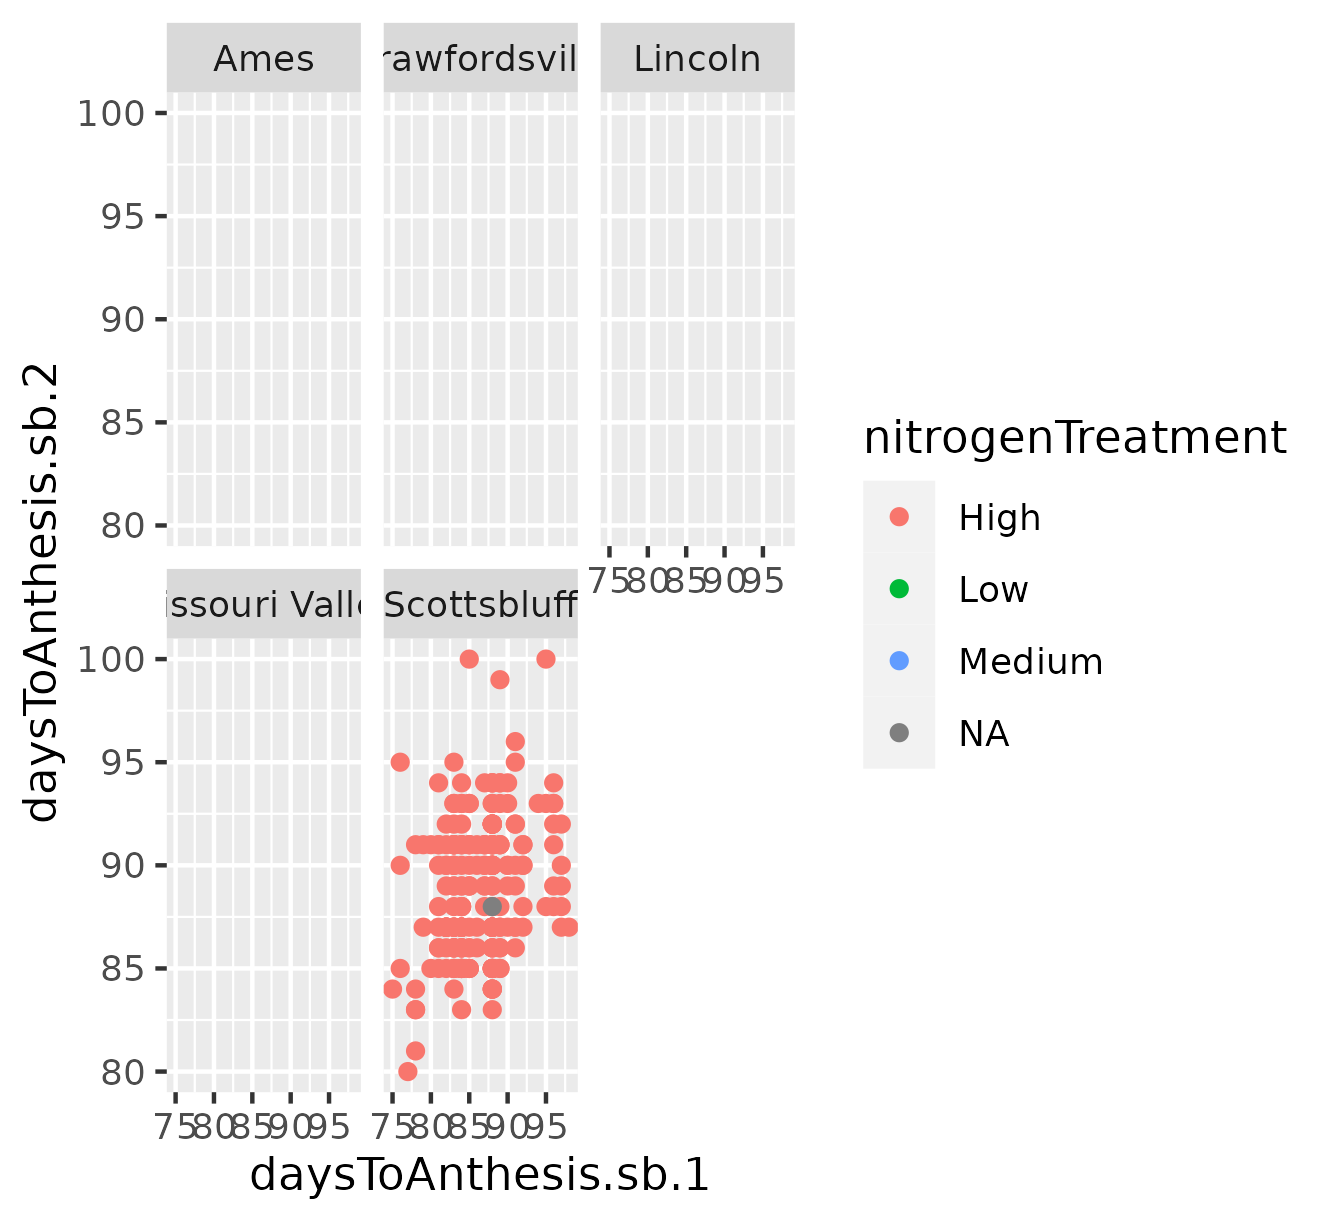 Ames
rawfordsvil
Lincoln
100
95
90
85
80
75 80 85 90 95
issouri Valle
Scottsbluff
100
95
90
85
80
75 80 85 90 95
75 80 85 90 95
daysToAnthesis.sb.1
daysToAnthesis.sb.2
nitrogenTreatment
High
Low
Medium
NA